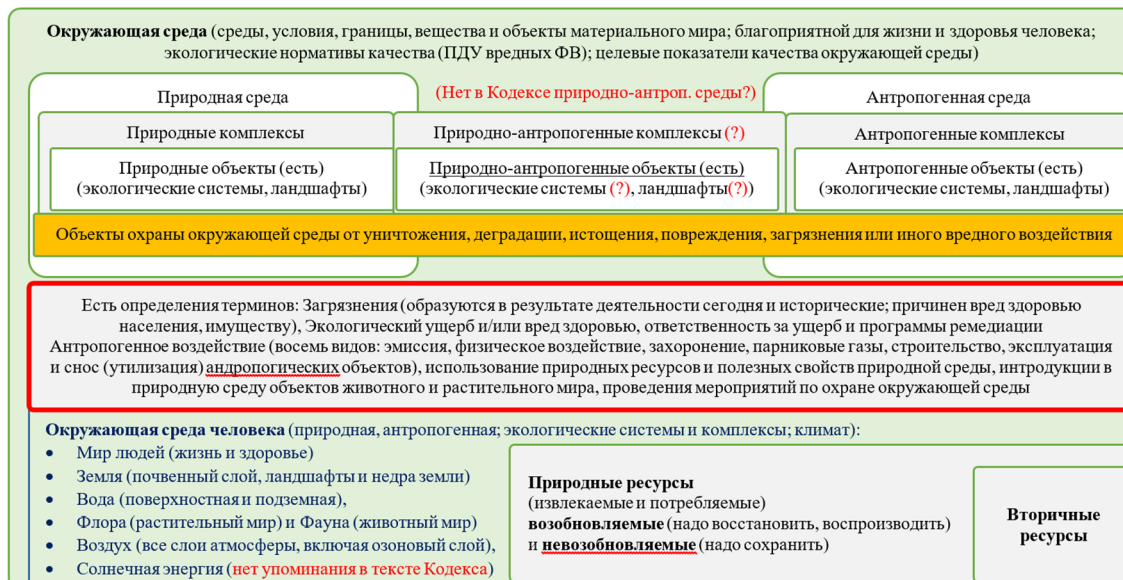 Окружающая среда (среды, условия, границы, вещества и объекты материального мира; благоприятной для жизни и здоровья человека;
экологические нормативы качества (ПДУ вредных ФВ); целевые показатели качества окружающей среды)
Природная среда
(Нет в Кодексе природно-антроп. среды?)
Антропогенная среда
Природные комплексы
Природно-антропогенные комплексы (?)
Антропогенные комплексы
Природные объекты (есть)
(экологические системы, ландшафты)
Природно-антропогенные объекты (есть)
(экологические системы (?), ландшафты(?))
Антропогенные объекты (есть)
(экологические системы, ландшафты)
Объекты охраны окружающей среды от уничтожения, деградации, истощения, повреждения, загрязнения или иного вредного воздействия
Есть определения терминов: Загрязнения (образуются в результате деятельности сегодня и исторические; причинен вред здоровью
населения, имуществу), Экологический ущерб и/или вред здоровью, ответственность за ущерб и программы ремедиации
Антропогенное воздействие (восемь видов: эмиссия, физическое воздействие, захоронение, парниковые газы, строительство, эксплуатация
и снос (утилизация) андрогических объектов), использование природных ресурсов и полезных свойств природной среды, интродукции в
природную среду объектов животного и растительного мира, проведения мероприятий по охране окружающей среды
Окружающая среда человека (природная, антропогенная; экологические системы и комплексы; климат):
• Мир людей (жизнь и здоровье)
• Земля (почвенный слой, ландшафты и недра земли)
• Вода (поверхностная и подземная),
• Флора (растительный мир) и Фауна (животный мир)
• Воздух (все слои атмосферы, включая озоновый слой),
• Солнечная энергия (нет упоминания в тексте Кодекса)
Природные ресурсы
(извлекаемые и потребляемые)
возобновляемые (надо восстановить, воспроизводить)
и невозобновляемые (надо сохранить)
Вторичные
ресурсы